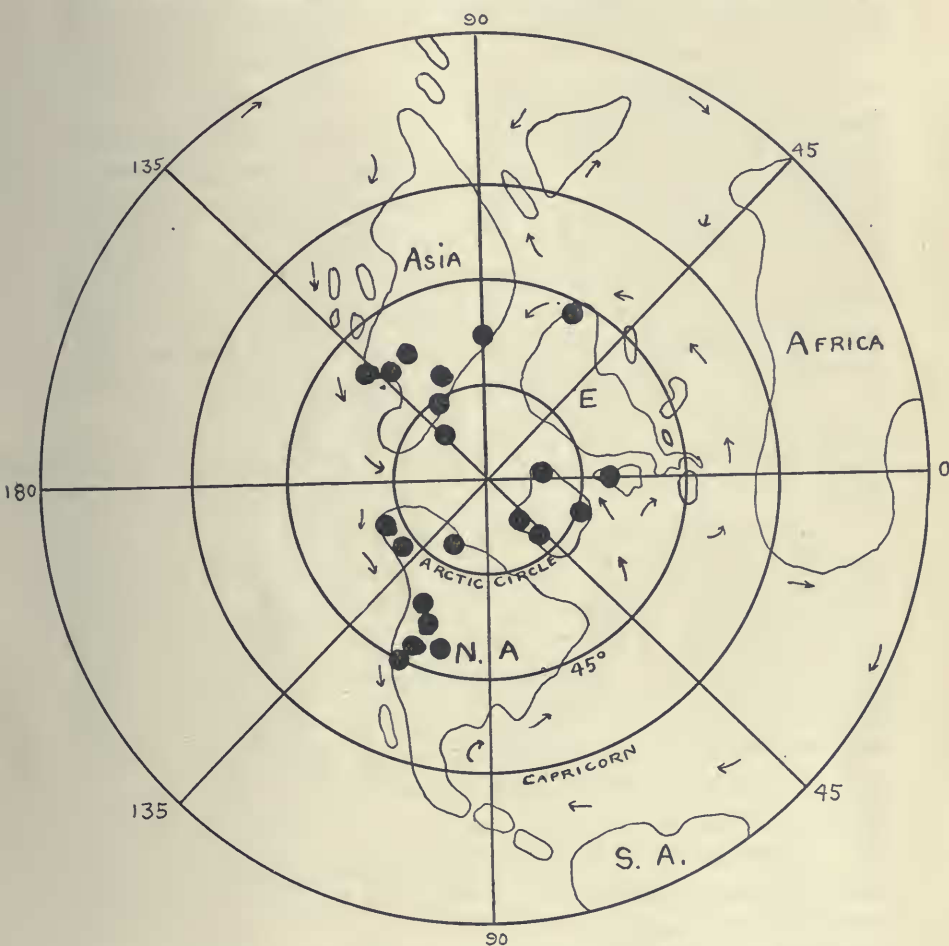 90
135
45
ASIA
AFRICA
E
0
180
ARCTIC CIRCLE
N. A
45°
CAPRICORN
135
45
S. A.
90